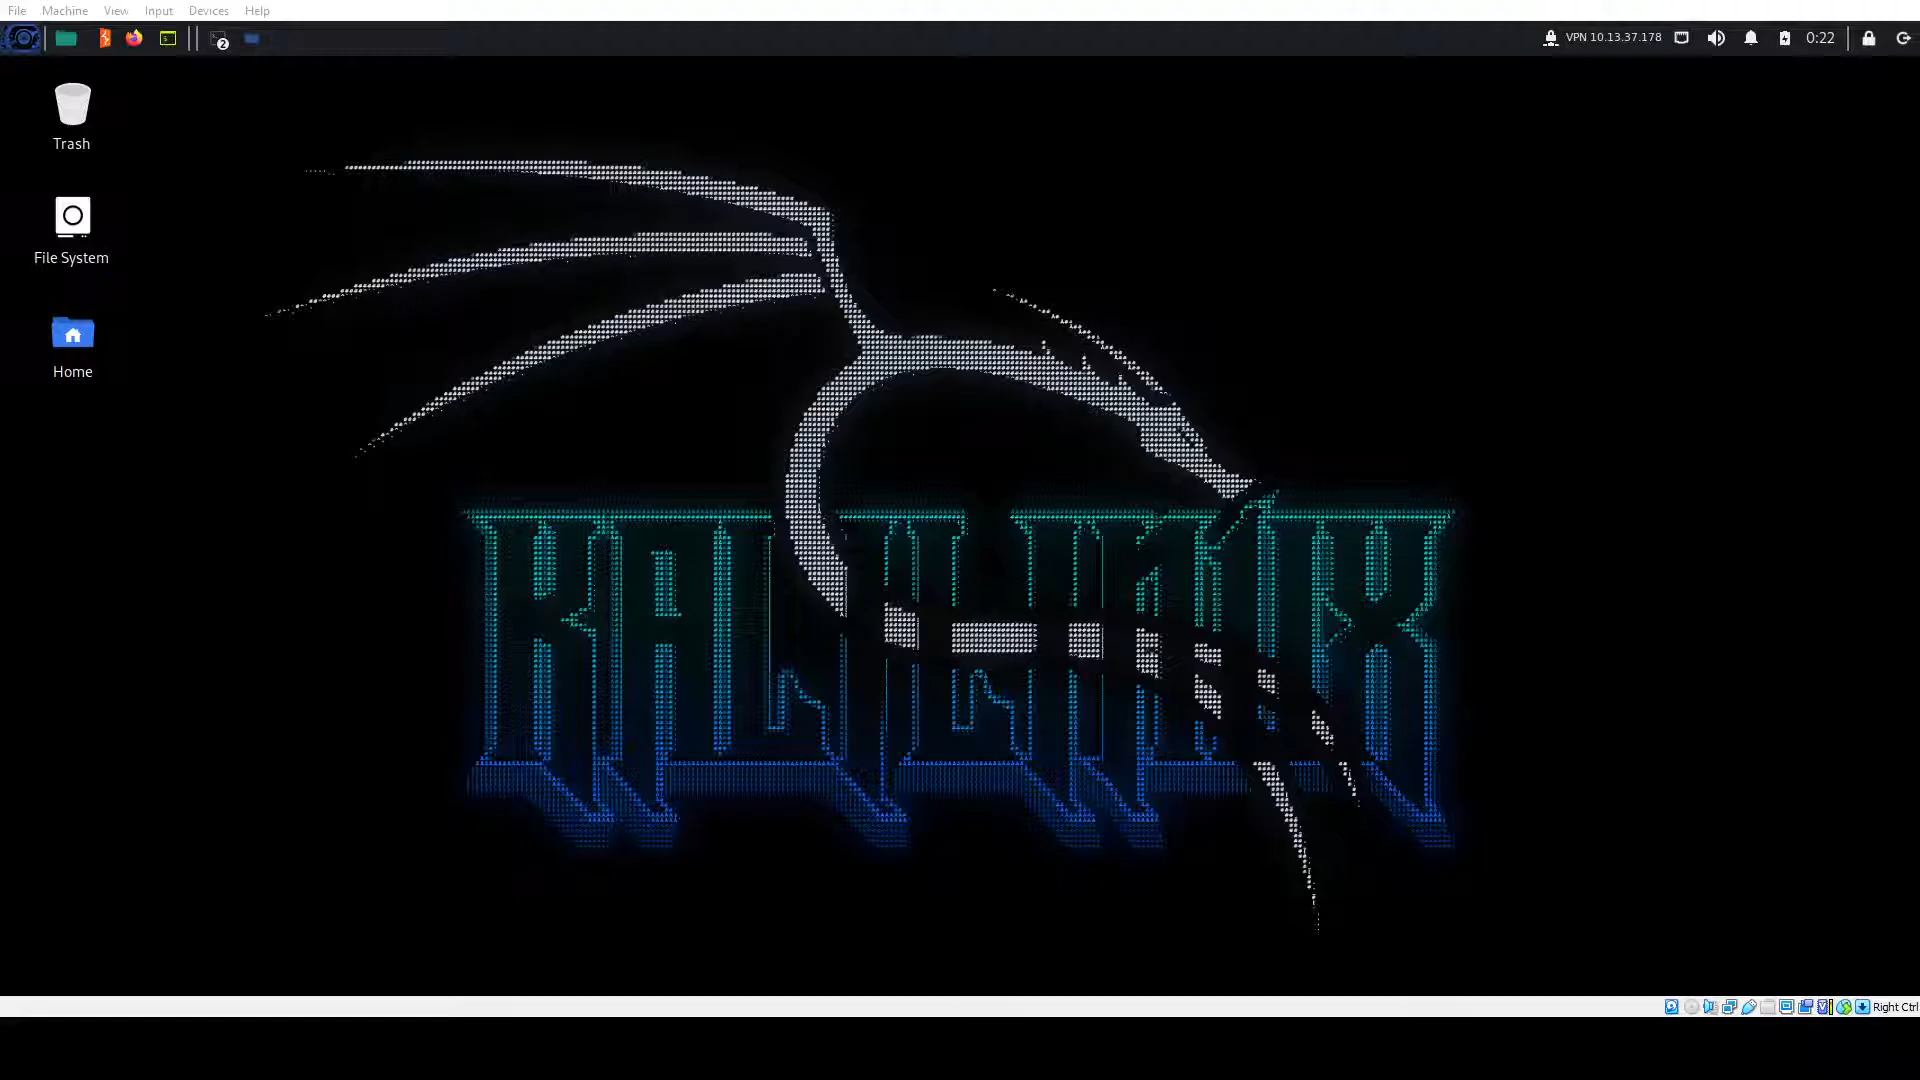 File Machine View Input Devices Help
2 VPN 10.13.37.178 0:22
Trash
File System
Home
KALI LINUX
Right Ctrl